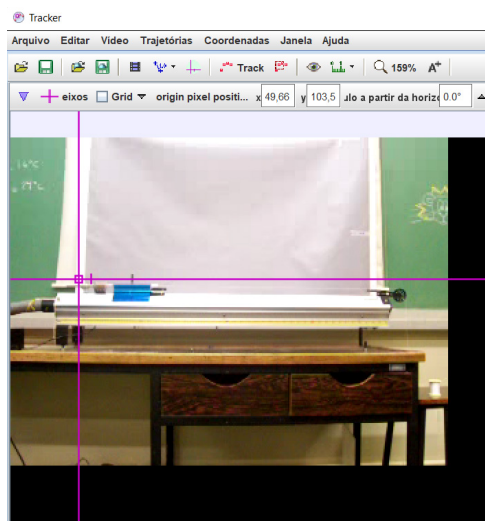 Tracker
Arquivo Editar Video Trajetórias Coordenadas Janela Ajuda
Track 159% A+
eixos Grid origin pixel positi... x 49,66 y 103,5 ulo a partir da horizo 0.0°
16°C